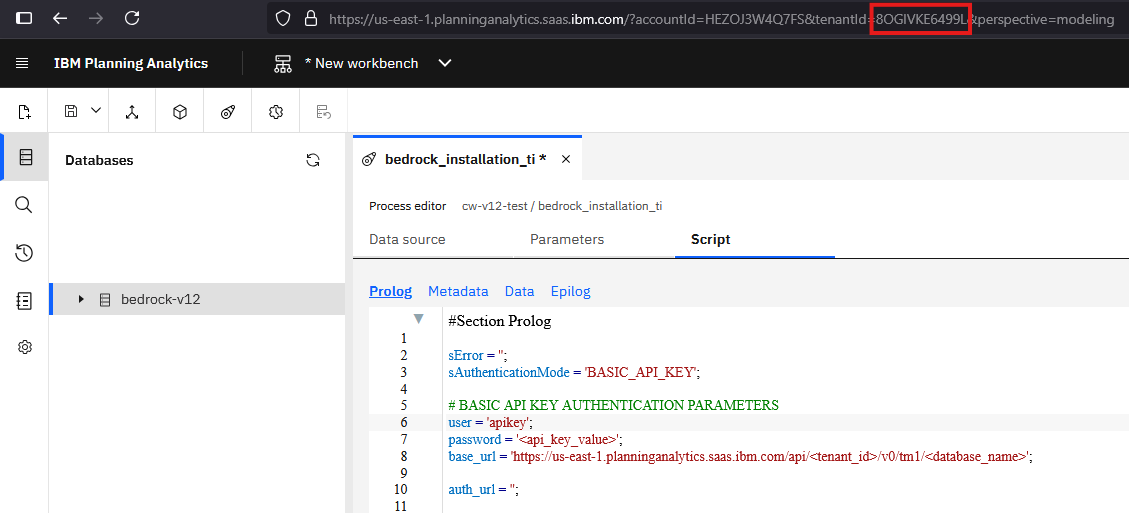 https://us-east-1.planninganalytics.saas.ibm.com/?accountId=HEZOJ3W4Q7FS&tenantId=8OGIVKE6499L&perspective=modeling
IBM Planning Analytics
* New workbench
Databases
bedrock-v12
bedrock_installation_ti *
Process editor cw-v12-test / bedrock_installation_ti
Data source Parameters Script
Prolog Metadata Data Epilog
#Section Prolog
1
2 sError = '';
3 sAuthenticationMode = 'BASIC_API_KEY';
4
5 # BASIC API KEY AUTHENTICATION PARAMETERS
6 user = 'apikey';
7 password = '<api_key_value>';
8 base_url = 'https://us-east-1.planninganalytics.saas.ibm.com/api/<tenant_id>/v0/tm1/<database_name>';
9
10 auth_url = '';
11